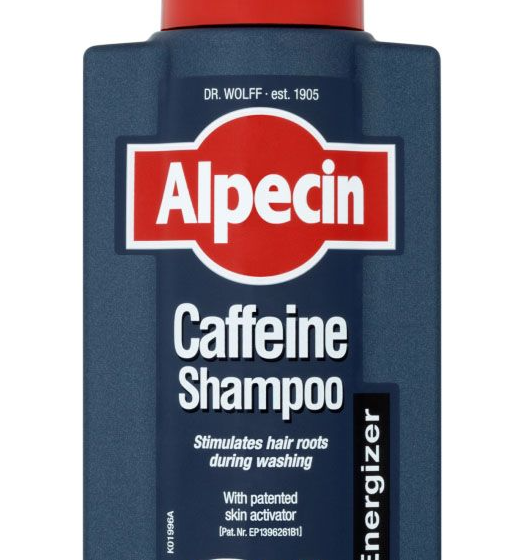 DR. WOLFF · est. 1905
Alpecin
Caffeine
Shampoo
Stimulates hair roots
during washing
With patented
skin activator
[Pat. Nr. EP1396261B1]
Energizer
K01996A